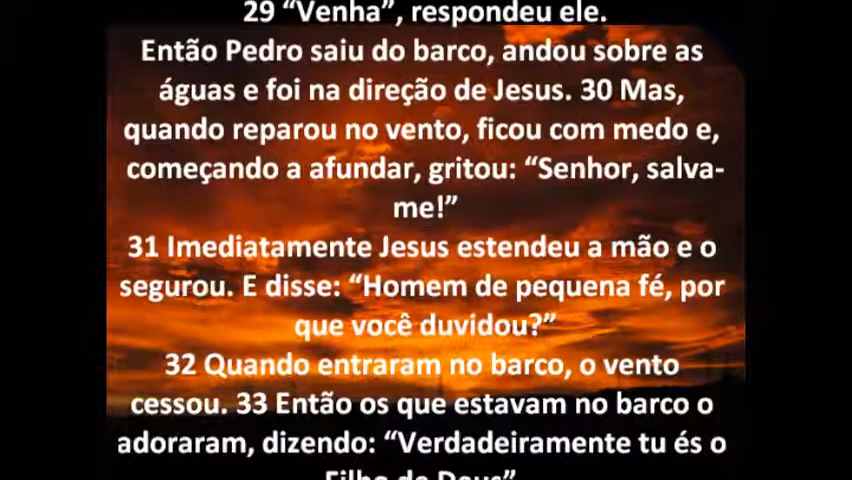 29 “Venha”, respondeu ele.
Então Pedro saiu do barco, andou sobre as
águas e foi na direção de Jesus. 30 Mas,
quando reparou no vento, ficou com medo e,
começando a afundar, gritou: “Senhor, salva-
me!”
31 Imediatamente Jesus estendeu a mão e o
segurou. E disse: “Homem de pequena fé, por
que você duvidou?”
32 Quando entraram no barco, o vento
cessou. 33 Então os que estavam no barco o
adoraram, dizendo: “Verdadeiramente tu és o
Filho de Deus”